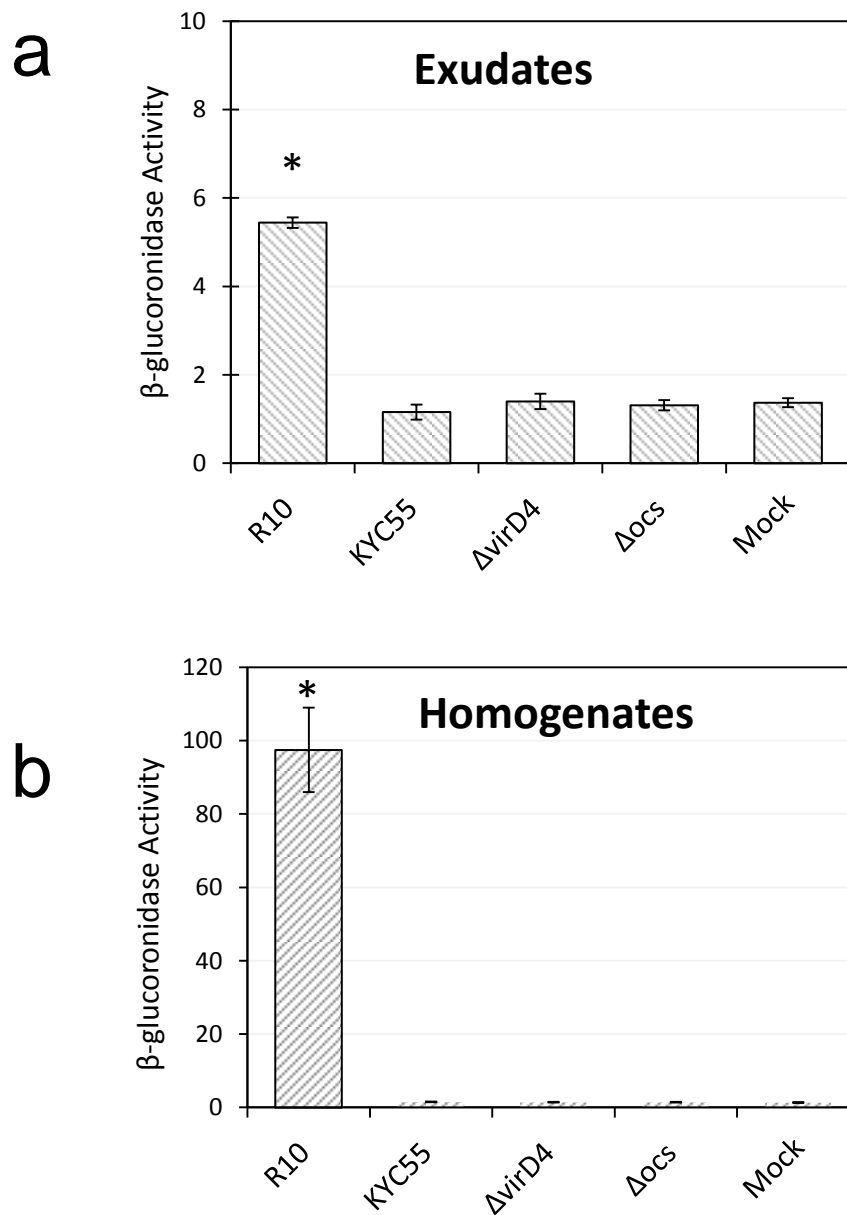 a
Exudates
β-glucoronidase Activity
10
8
6
4
2
0
*
R10
KYC55
ΔvirD4
Δocs
Mock
b
Homogenates
β-glucoronidase Activity
120
100
80
60
40
20
0
*
R10
KYC55
ΔvirD4
Δocs
Mock